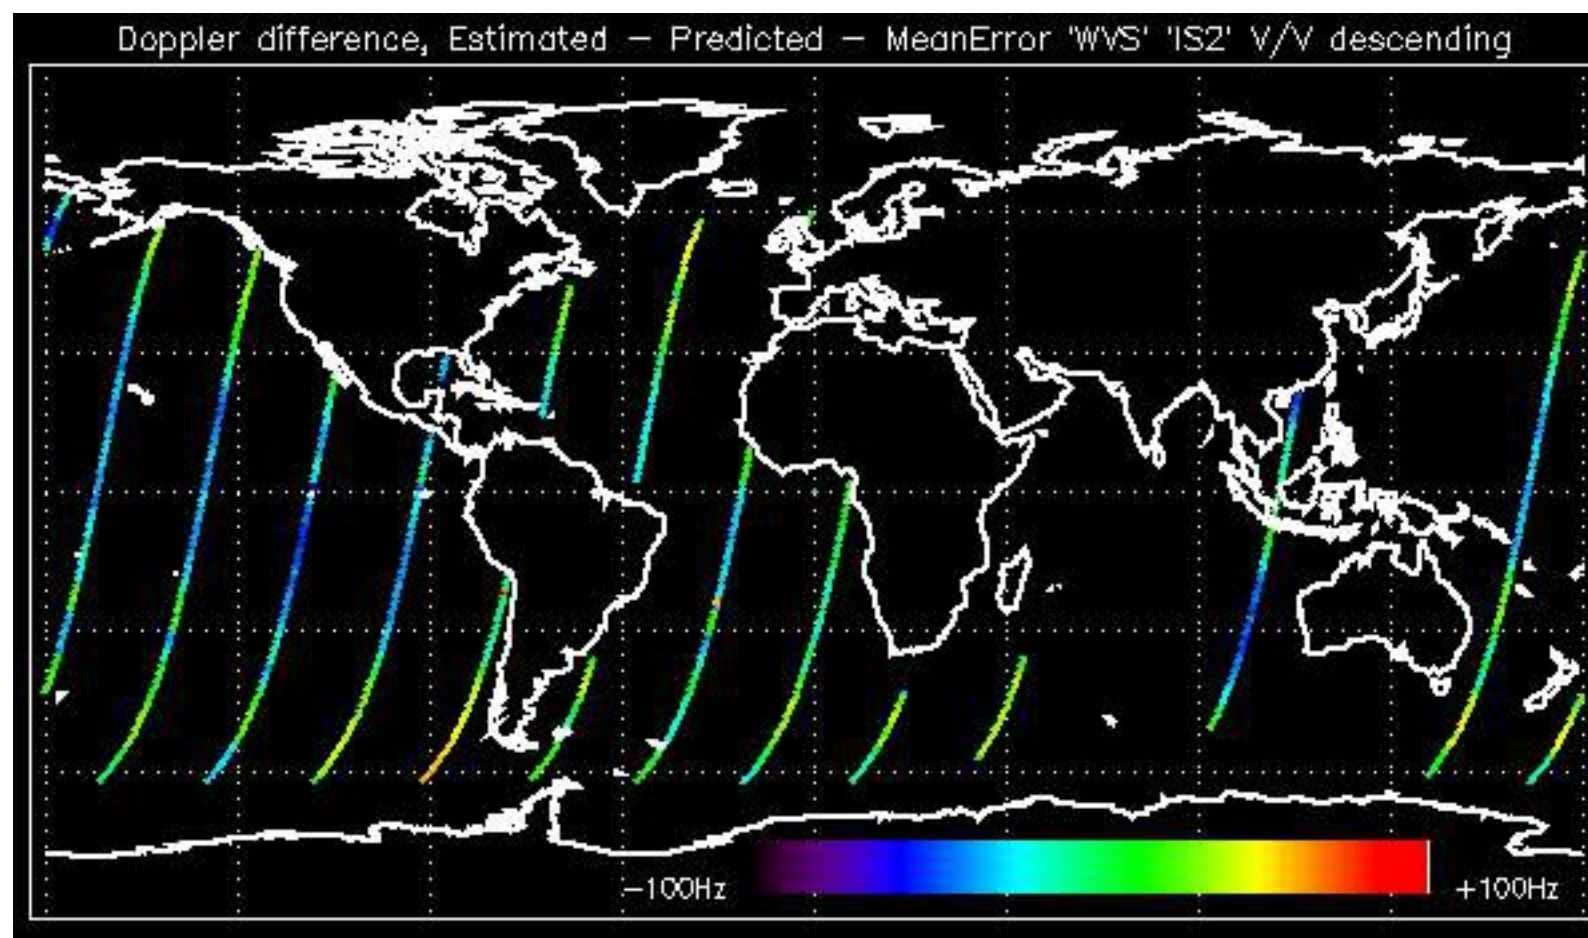 Doppler difference, Estimated – Predicted – MeanError 'WVS' 'IS2' V/V descending
–100Hz
+100Hz